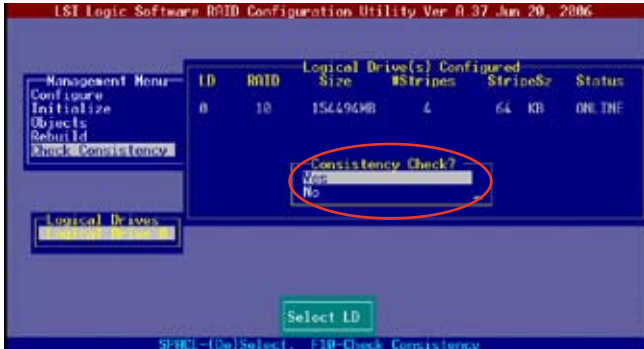 LSI Logic Software RAID Configuration Utility Ver A.37 Jun 20, 2006
Management Menu
Configure
Initialize
Objects
Rebuild
Check Consistency
Logical Drive(s) Configured
LD RAID Size #Stripes StripeSz Status
0 10 154494MB 4 64 KB ONLINE
Consistency Check?
Yes
No
Logical Drives
Logical Drive 0
Select LD
SPACE-(De)Select, F10-Check Consistency